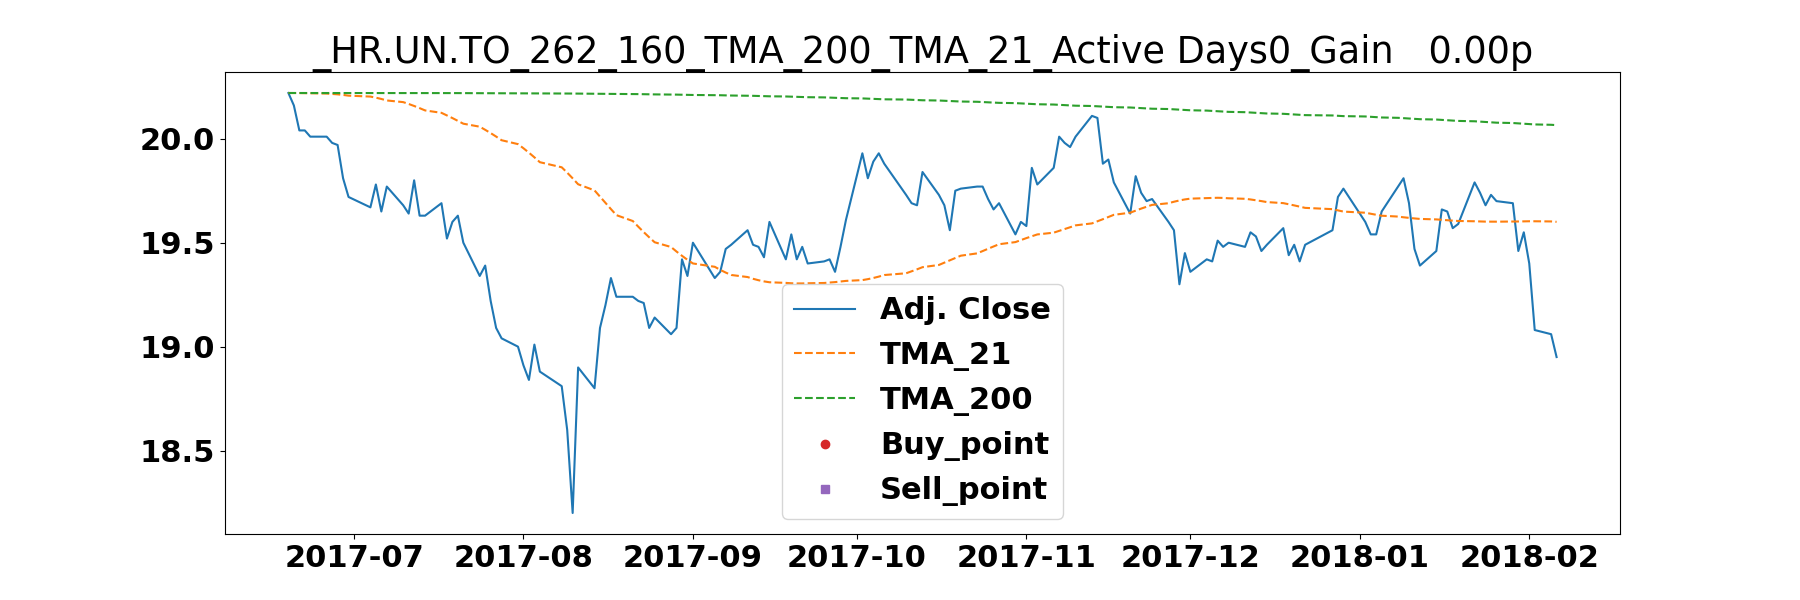 _HR.UN.TO_262_160_TMA_200_TMA_21_Active Days0_Gain   0.00p
20.0
19.5
19.0
18.5
Adj. Close
TMA_21
TMA_200
Buy_point
Sell_point
2017-07 2017-08 2017-09 2017-10 2017-11 2017-12 2018-01 2018-02